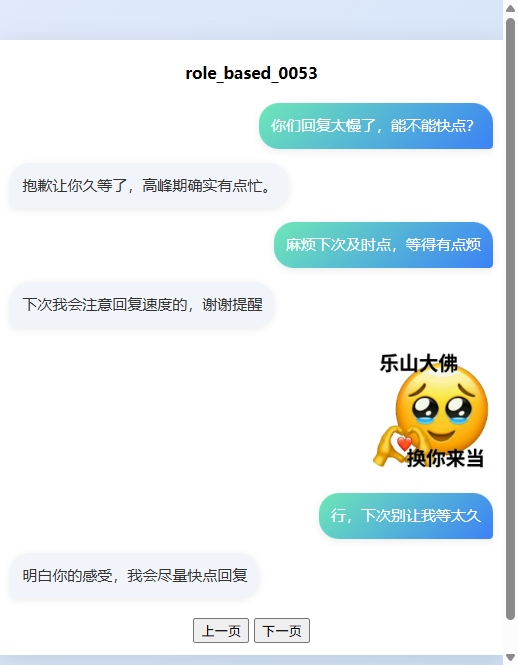 role_based_0053
你们回复太慢了，能不能快点？
抱歉让你久等了，高峰期确实有点忙。
麻烦下次及时点，等得有点烦
下次我会注意回复速度的，谢谢提醒
乐山大佛
换你来当
行，下次别让我等太久
明白你的感受，我会尽量快点回复
上一页 下一页